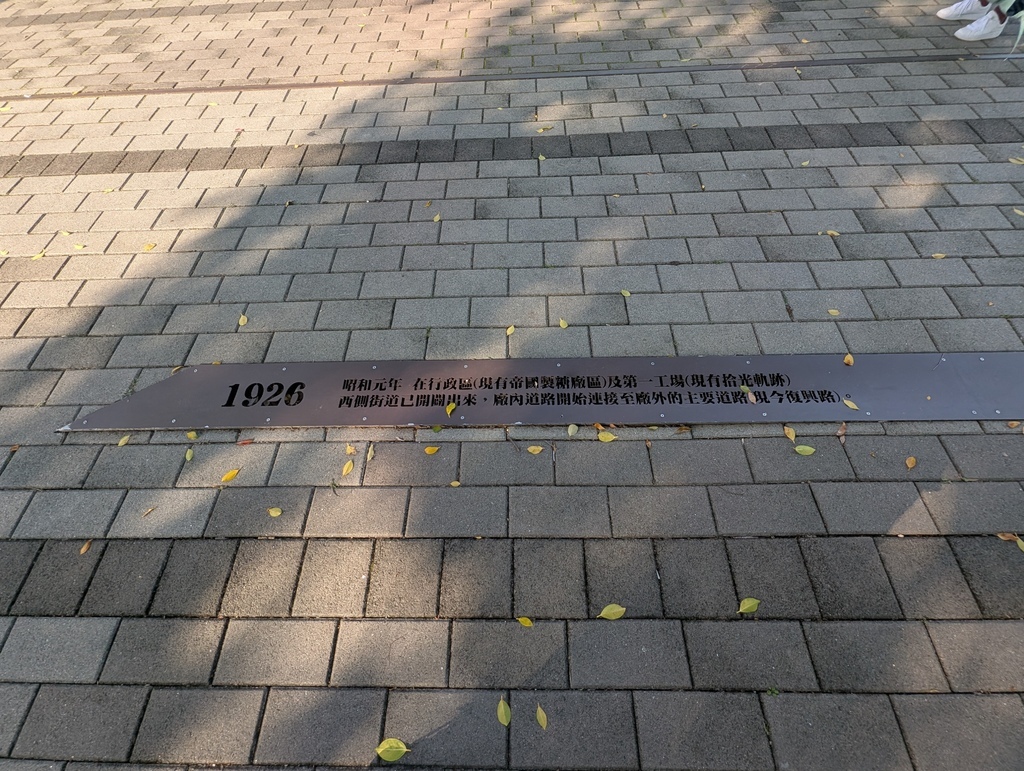 1926
昭和元年 在行政區(現有帝國製糖廠區)及第一工場(現有拾光軌跡)
西側街道已開闢出來，廠內道路開始連接至廠外的主要道路(現今復興路)。